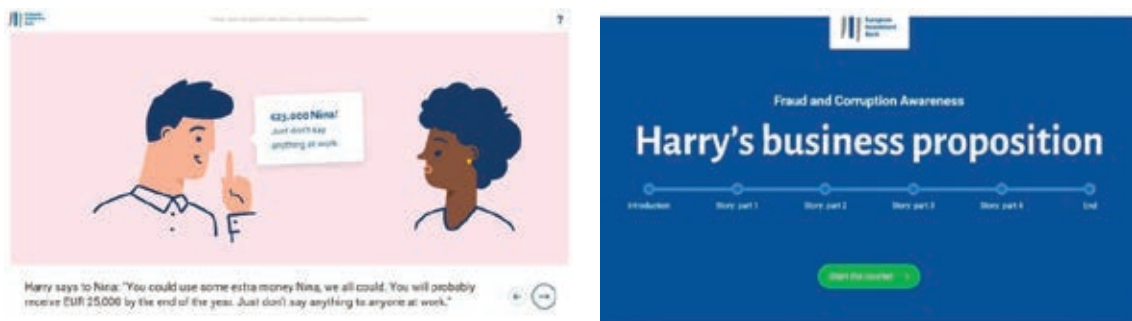 European
Investment
Bank
?
€25,000 Nina!
Just don't say
anything at work.
Harry says to Nina: "You could use some extra money Nina, we all could. You will probably
receive EUR 25,000 by the end of the year. Just don't say anything to anyone at work."
European
Investment
Bank
Fraud and Corruption Awareness
Harry's business proposition
Introduction
Story: part 1
Story: part 2
Story: part 3
Story: part 4
End
Start the course!